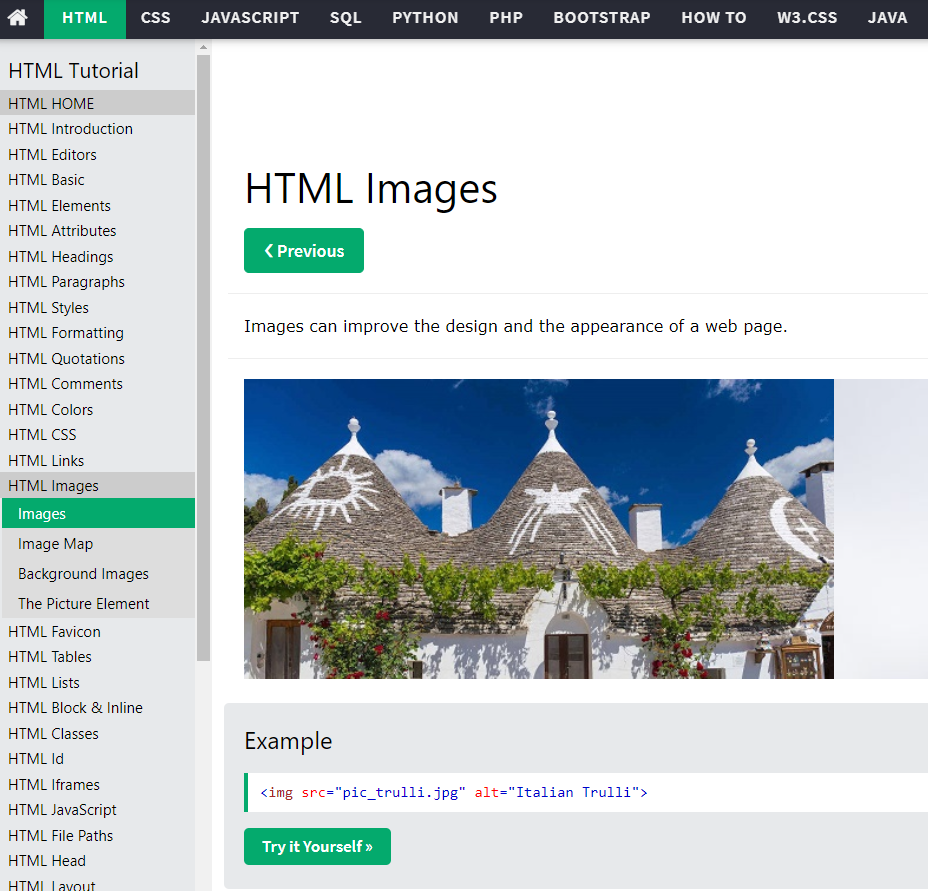 HTML CSS JAVASCRIPT SQL PYTHON PHP BOOTSTRAP HOW TO W3.CSS JAVA
HTML Tutorial
HTML HOME
HTML Introduction
HTML Editors
HTML Basic
HTML Elements
HTML Attributes
HTML Headings
HTML Paragraphs
HTML Styles
HTML Formatting
HTML Quotations
HTML Comments
HTML Colors
HTML CSS
HTML Links
HTML Images
Images
Image Map
Background Images
The Picture Element
HTML Favicon
HTML Tables
HTML Lists
HTML Block & Inline
HTML Classes
HTML Id
HTML Iframes
HTML JavaScript
HTML File Paths
HTML Head
HTML Layout
HTML Images
❮ Previous
Images can improve the design and the appearance of a web page.
Example
<img src="pic_trulli.jpg" alt="Italian Trulli">
Try it Yourself »